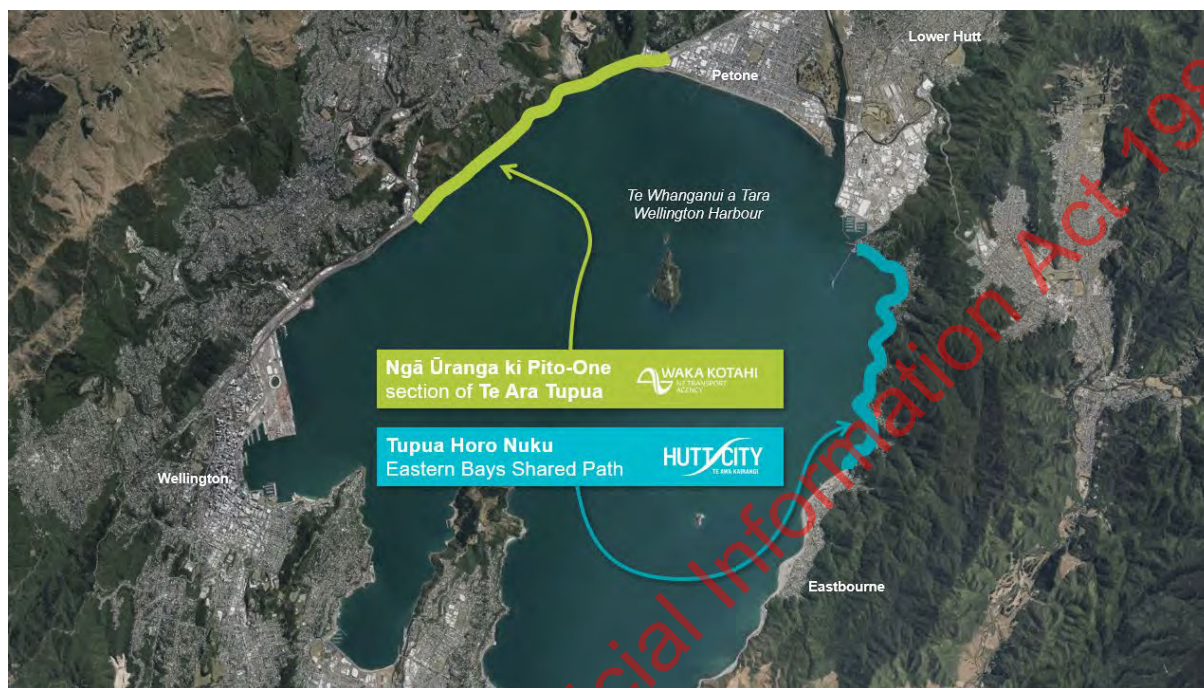 Lower Hutt
Petone
Te Whanganui a Tara
Wellington Harbour
Ngā Ūranga ki Pito-One
section of Te Ara Tupua
WAKA KOTAHI
NZ TRANSPORT
AGENCY
Tupua Horo Nuku
Eastern Bays Shared Path
HUTT CITY
TE AWA KAIRANGI
Wellington
Eastbourne
cial Information Act 198